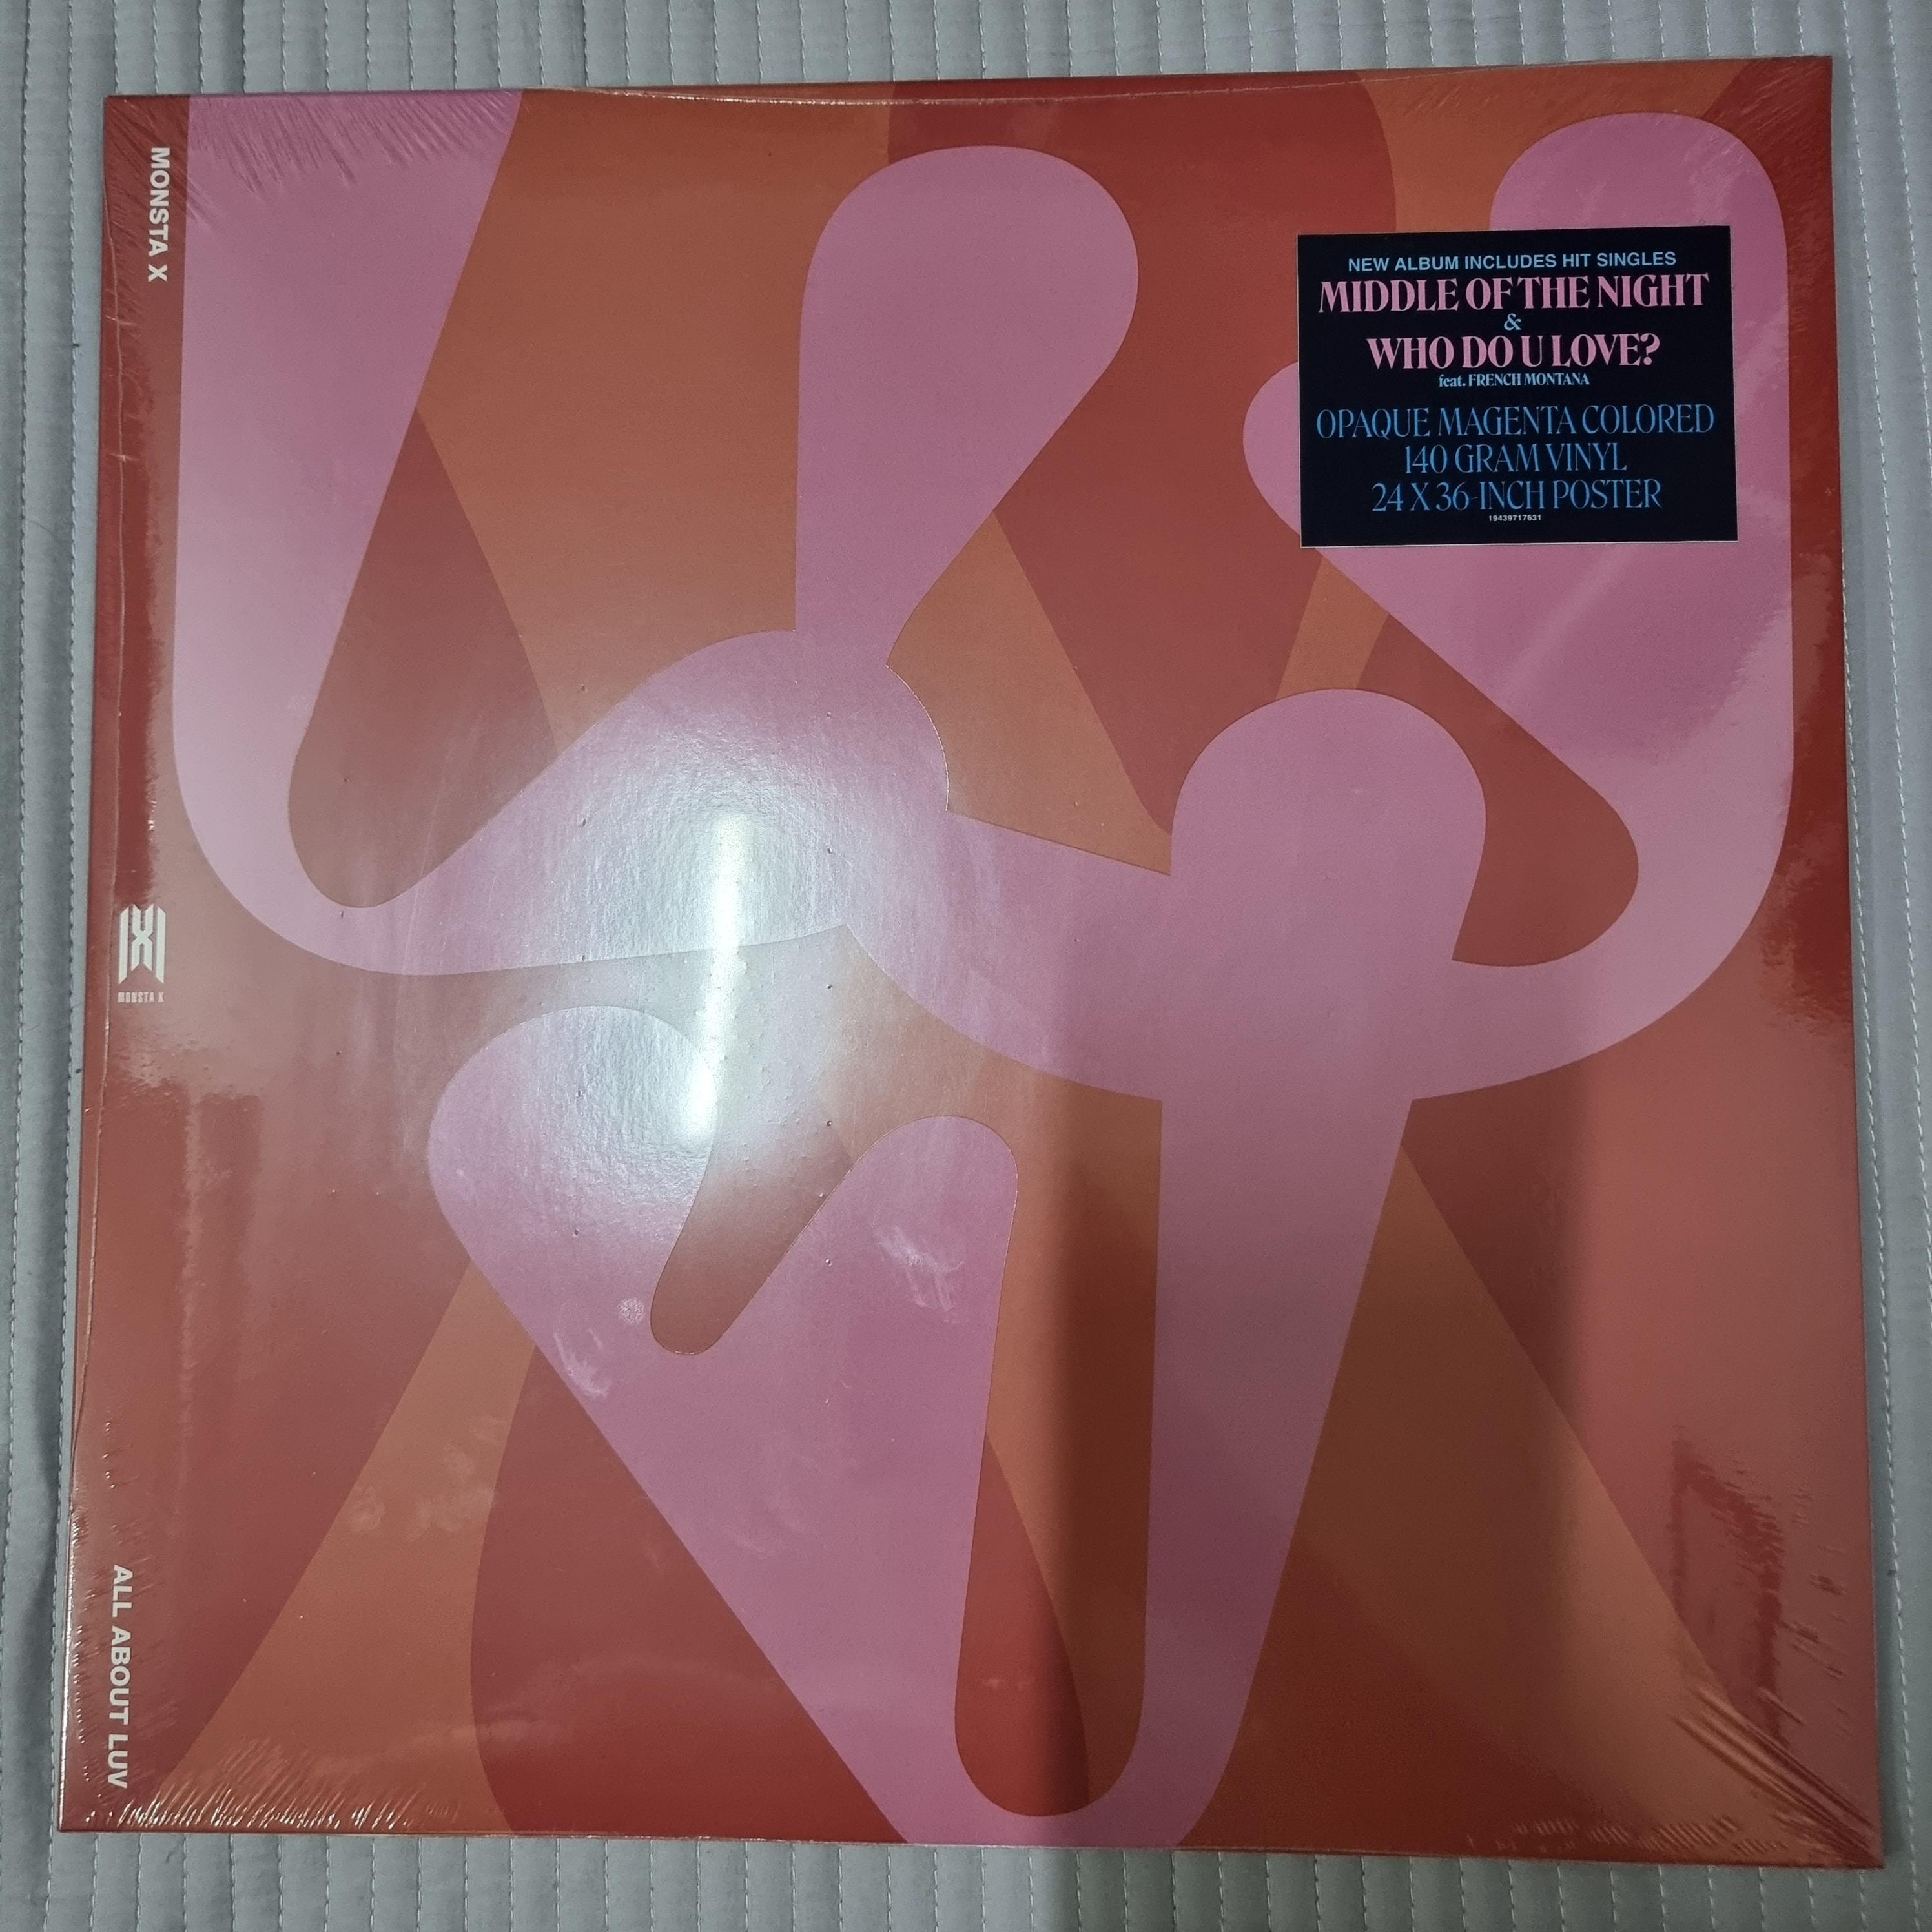 MONSTA X
NEW ALBUM INCLUDES HIT SINGLES
MIDDLE OF THE NIGHT
&
WHO DO U LOVE?
feat. FRENCH MONTANA
OPAQUE MAGENTA COLORED
140 GRAM VINYL
24 X 36-INCH POSTER
19439717631
MONSTA X
ALL ABOUT LUV